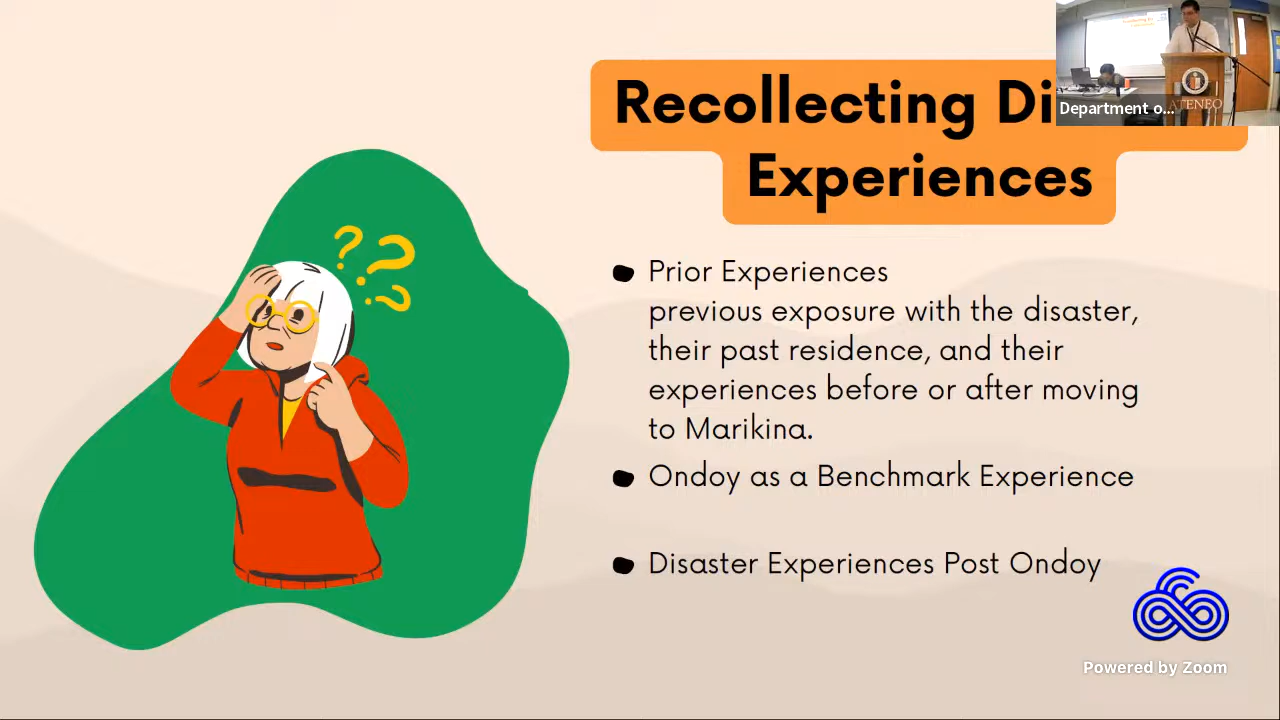 Recollecting Di
Experiences
Department o...
ATENEO
Prior Experiences
previous exposure with the disaster,
their past residence, and their
experiences before or after moving
to Marikina.
Ondoy as a Benchmark Experience
Disaster Experiences Post Ondoy
Powered by Zoom